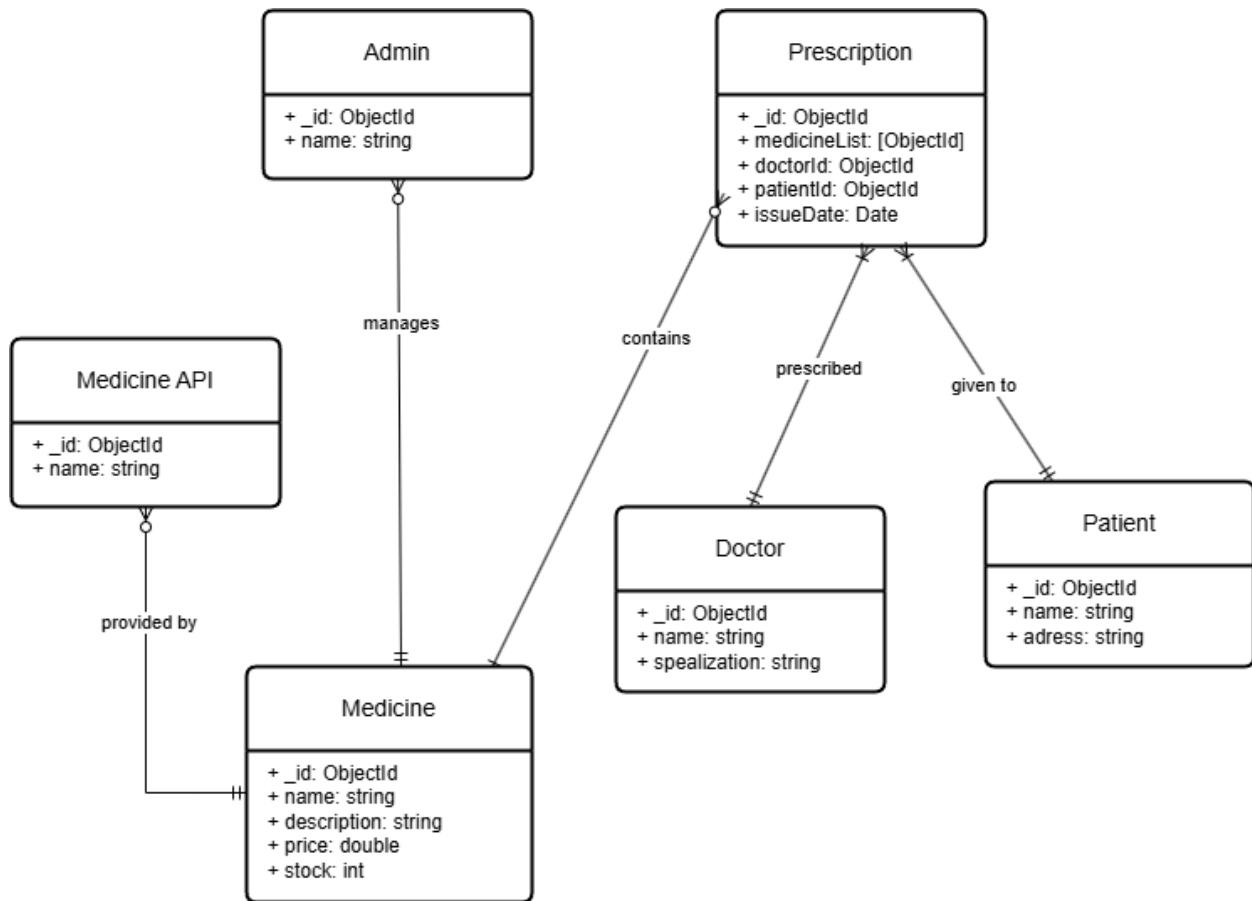 Admin
+ _id: ObjectId
+ name: string
Prescription
+ _id: ObjectId
+ medicineList: [ObjectId]
+ doctorId: ObjectId
+ patientId: ObjectId
+ issueDate: Date
manages
contains
prescribed
given to
Medicine API
+ _id: ObjectId
+ name: string
provided by
Doctor
+ _id: ObjectId
+ name: string
+ spealization: string
Patient
+ _id: ObjectId
+ name: string
+ adress: string
Medicine
+ _id: ObjectId
+ name: string
+ description: string
+ price: double
+ stock: int